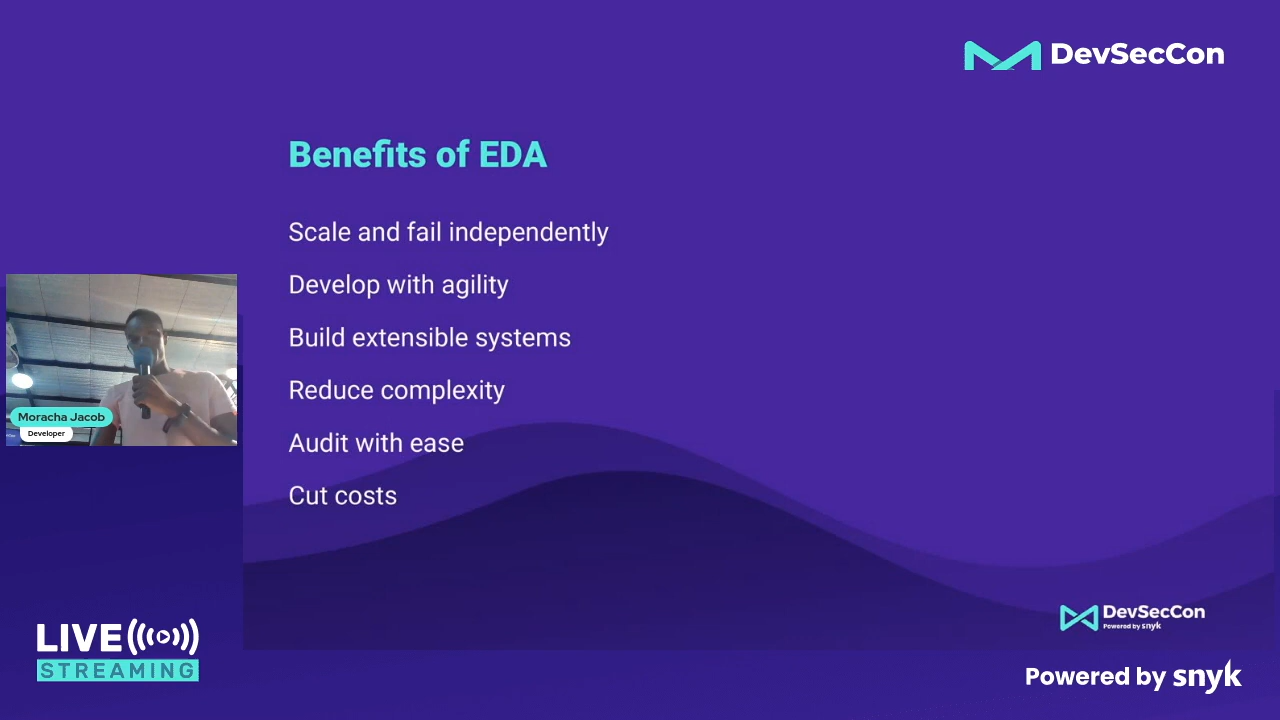 DevSecCon
Benefits of EDA
Scale and fail independently
Develop with agility
Build extensible systems
Reduce complexity
Audit with ease
Cut costs
Moracha Jacob
Developer
LIVE
STREAMING
DevSecCon
Powered by snyk
Powered by snyk